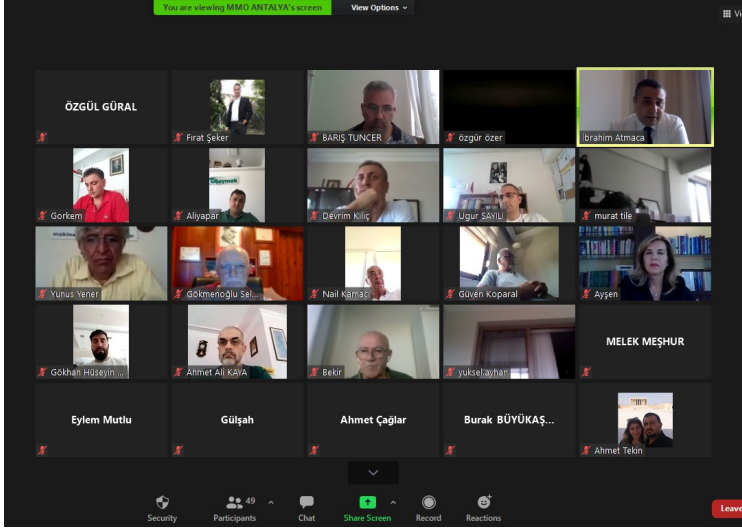 You are viewing MMO ANTALYA's screen
View Options
ÖZGÜL GÜRAL
Fırat Şeker
BARIŞ TUNCER
özgür özer
İbrahim Atmaca
Gorkem
Aliyapar
Devrim Kılıç
Ugur SAYILI
murat tile
Yunus Yener
Gökmenoğlu Sel...
Nail Kamacı
Güven Koparal
Ayşen
Gökhan Hüseyin ...
Ahmet Ali KAYA
Bekir
yuksel.ayhan
MELEK MEŞHUR
Eylem Mutlu
Gülşah
Ahmet Çağlar
Burak BÜYÜKAŞ...
Ahmet Tekin
Security
Participants
49
Chat
Share Screen
Record
Reactions
Leave